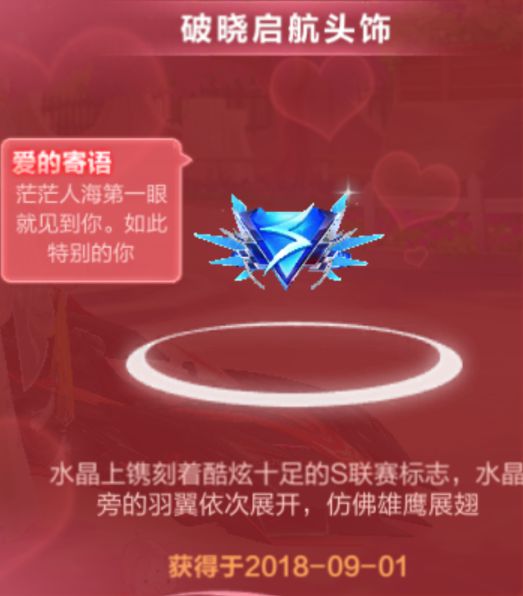 破晓启航头饰
爱的寄语
茫茫人海第一眼
就见到你。如此
特别的你
水晶上镌刻着酷炫十足的S联赛标志，水晶
旁的羽翼依次展开，仿佛雄鹰展翅
获得于2018-09-01